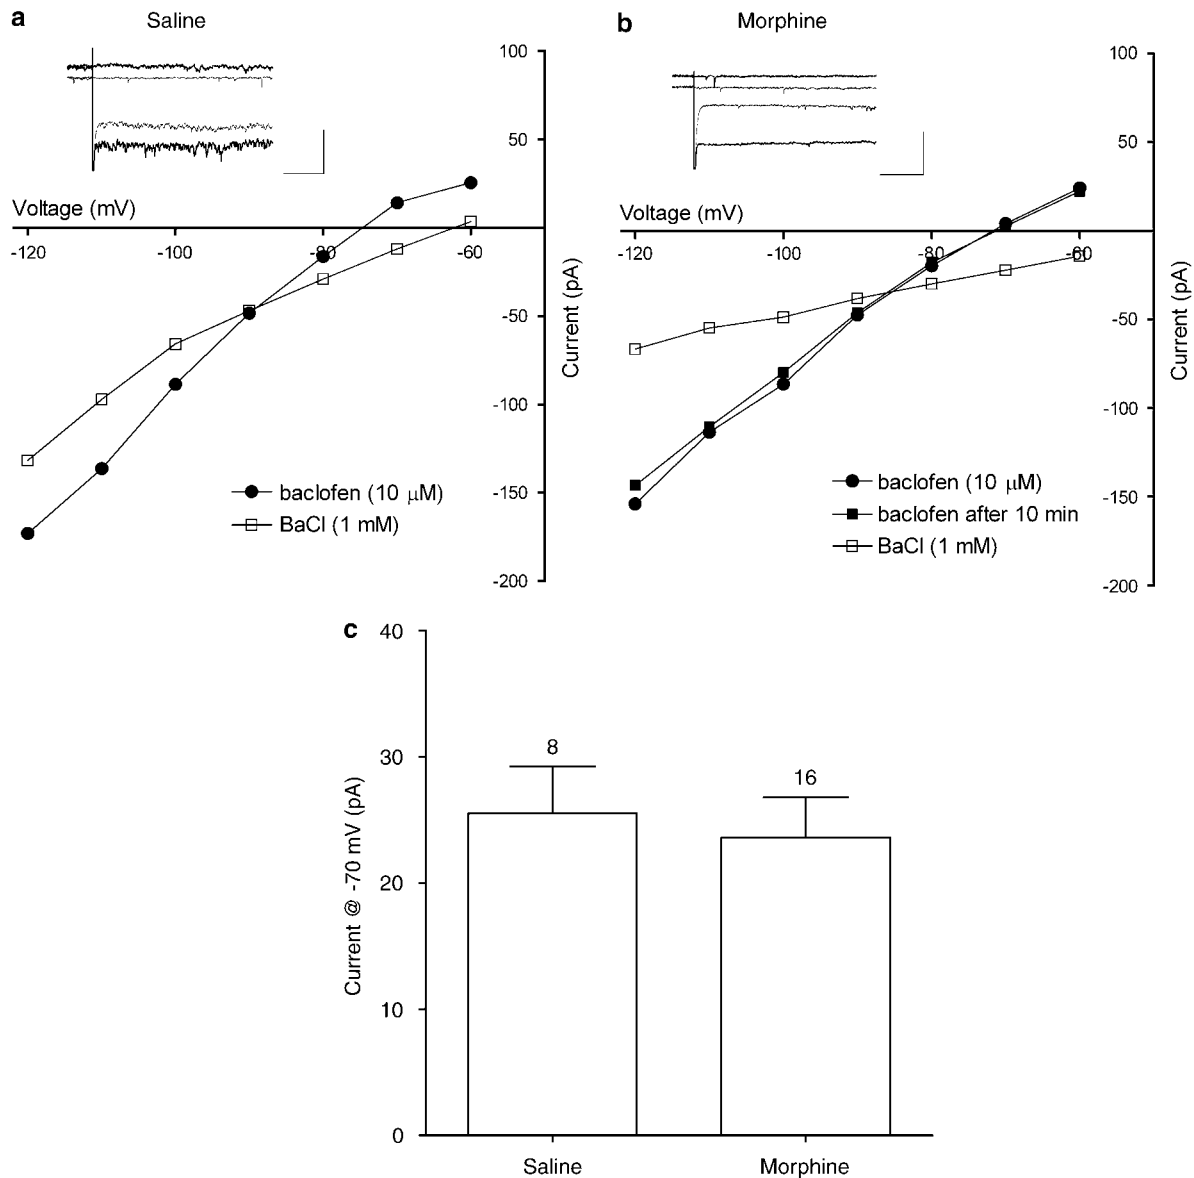 a
Saline
100
50
Voltage (mV)
-120
-100
-80
-60
-50
-100
-150
-200
Current (pA)
baclofen (10 µM)
BaCl (1 mM)
b
Morphine
100
50
Voltage (mV)
-120
-100
-80
-60
-50
-100
-150
-200
Current (pA)
baclofen (10 µM)
baclofen after 10 min
BaCl (1 mM)
c
40
30
20
10
0
Current @ -70 mV (pA)
8
16
Saline
Morphine